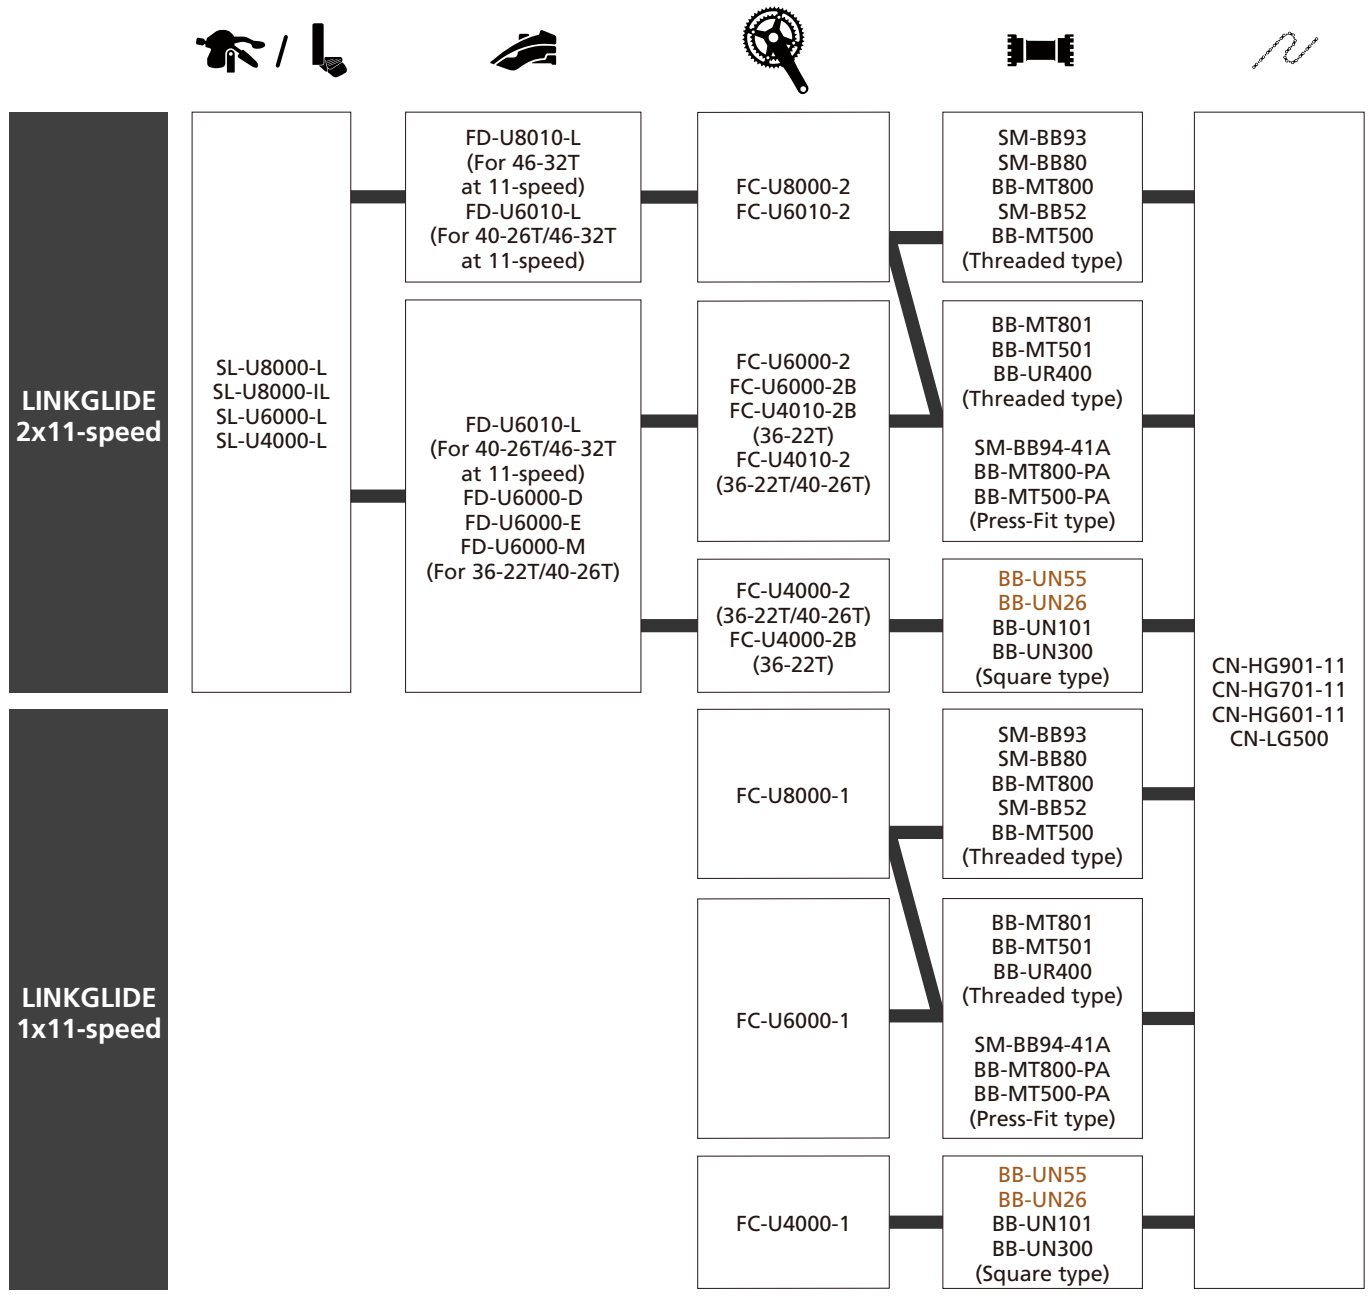 /
LINKGLIDE
2x11-speed
SL-U8000-L
SL-U8000-IL
SL-U6000-L
SL-U4000-L
FD-U8010-L
(For 46-32T
at 11-speed)
FD-U6010-L
(For 40-26T/46-32T
at 11-speed)
FD-U6010-L
(For 40-26T/46-32T
at 11-speed)
FD-U6000-D
FD-U6000-E
FD-U6000-M
(For 36-22T/40-26T)
FC-U8000-2
FC-U6010-2
FC-U6000-2
FC-U6000-2B
FC-U4010-2B
(36-22T)
FC-U4010-2
(36-22T/40-26T)
FC-U4000-2
(36-22T/40-26T)
FC-U4000-2B
(36-22T)
SM-BB93
SM-BB80
BB-MT800
SM-BB52
BB-MT500
(Threaded type)
BB-MT801
BB-MT501
BB-UR400
(Threaded type)
SM-BB94-41A
BB-MT800-PA
BB-MT500-PA
(Press-Fit type)
BB-UN55
BB-UN26
BB-UN101
BB-UN300
(Square type)
LINKGLIDE
1x11-speed
FC-U8000-1
FC-U6000-1
FC-U4000-1
SM-BB93
SM-BB80
BB-MT800
SM-BB52
BB-MT500
(Threaded type)
BB-MT801
BB-MT501
BB-UR400
(Threaded type)
SM-BB94-41A
BB-MT800-PA
BB-MT500-PA
(Press-Fit type)
BB-UN55
BB-UN26
BB-UN101
BB-UN300
(Square type)
CN-HG901-11
CN-HG701-11
CN-HG601-11
CN-LG500